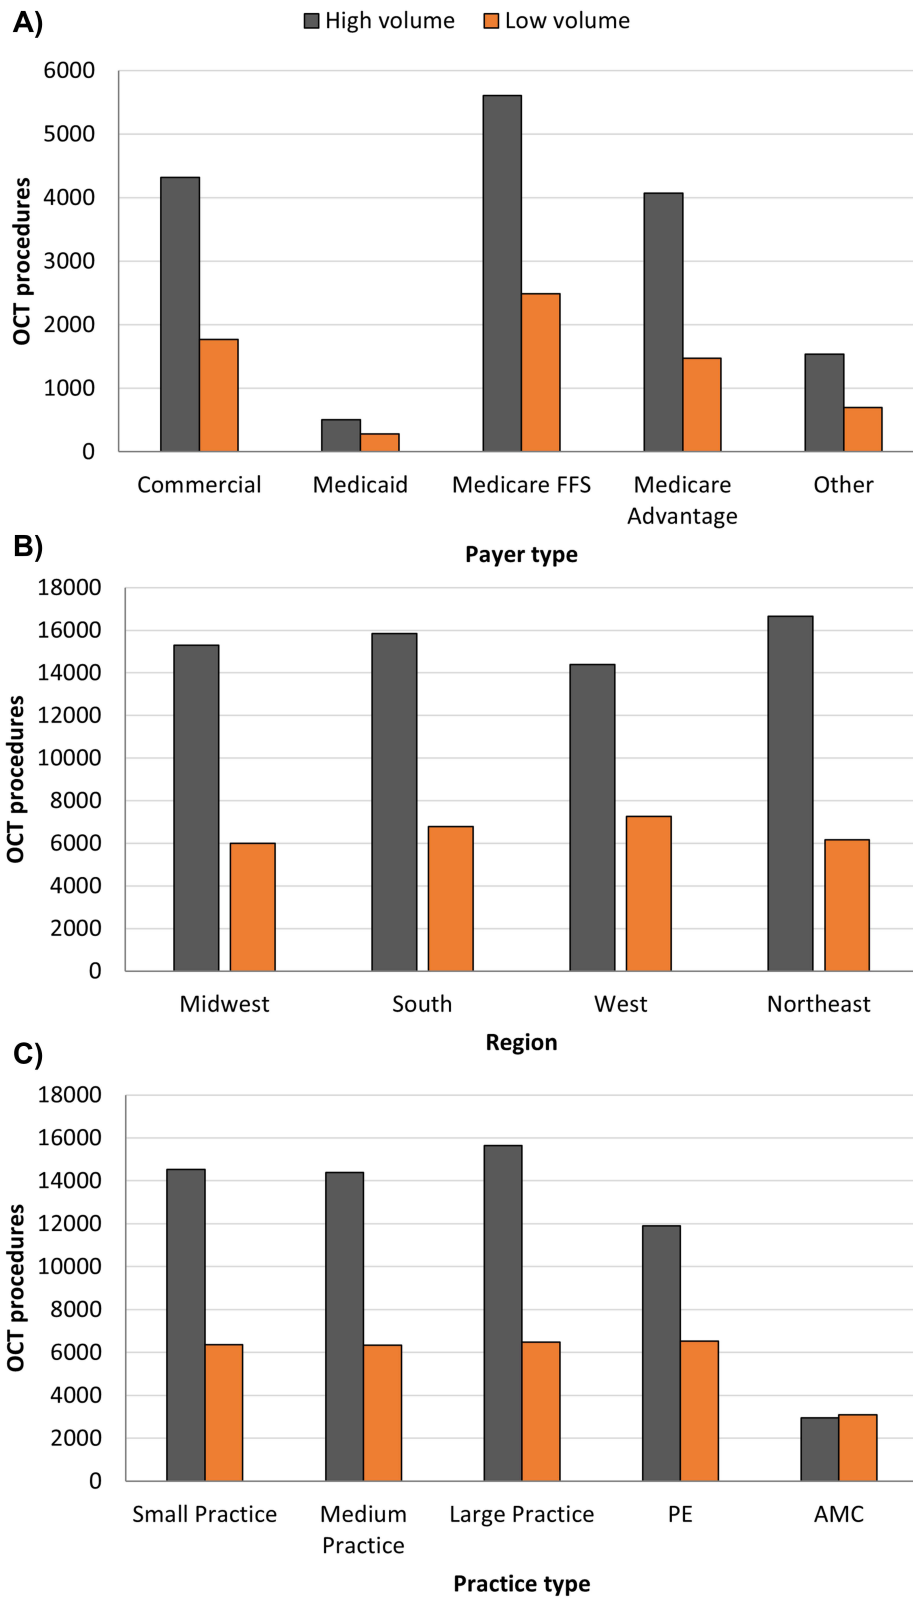 A)
High volume Low volume
6000
5000
4000
3000
2000
1000
0
OCT procedures
Commercial Medicaid Medicare FFS Medicare Other
Advantage
Payer type
B)
18000
16000
14000
12000
10000
8000
6000
4000
2000
0
OCT procedures
Midwest South West Northeast
Region
C)
18000
16000
14000
12000
10000
8000
6000
4000
2000
0
OCT procedures
Small Practice Medium Large Practice PE AMC
Practice
Practice type